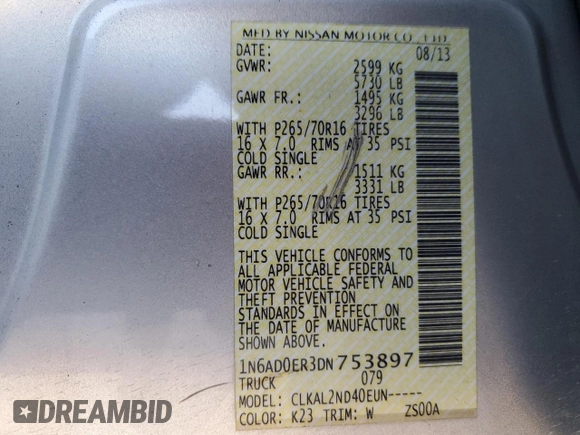 MFD BY NISSAN MOTOR CO., LTD.
DATE: 08/13
GVWR: 2599 KG
5730 LB
GAWR FR.: 1495 KG
3296 LB
WITH P265/70R16 TIRES
16 X 7.0 RIMS AT 35 PSI
COLD SINGLE
GAWR RR.: 1511 KG
3331 LB
WITH P265/70R16 TIRES
16 X 7.0 RIMS AT 35 PSI
COLD SINGLE
THIS VEHICLE CONFORMS TO
ALL APPLICABLE FEDERAL
MOTOR VEHICLE SAFETY AND
THEFT PREVENTION
STANDARDS IN EFFECT ON
THE DATE OF MANUFACTURE
SHOWN ABOVE.
1N6AD0ER3DN753897
TRUCK 079
MODEL: CLKAL2ND40EUN-----
COLOR: K23 TRIM: W ZS00A
DREAMBID